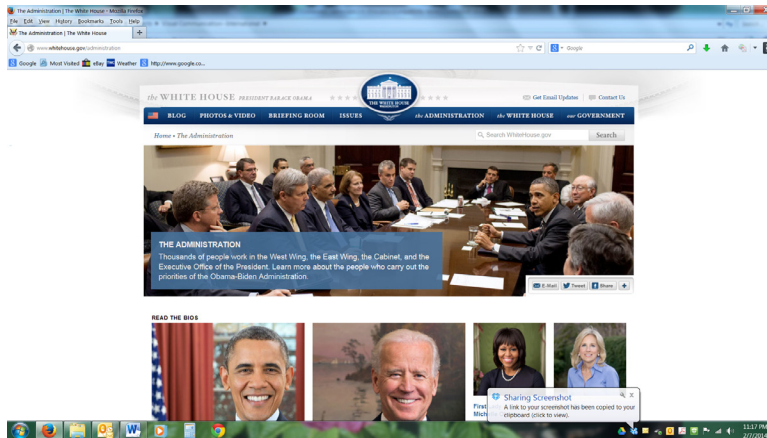 The Administration | The White House - Mozilla Firefox
File Edit View History Bookmarks Tools Help
The Administration | The White House
www.whitehouse.gov/administration
Google
Google Most Visited eBay Weather http://www.google.co...
the WHITE HOUSE PRESIDENT BARACK OBAMA
THE WHITE HOUSE
WASHINGTON
Get Email Updates Contact Us
BLOG PHOTOS & VIDEO BRIEFING ROOM ISSUES the ADMINISTRATION the WHITE HOUSE our GOVERNMENT
Home • The Administration
Search WhiteHouse.gov Search
THE ADMINISTRATION
Thousands of people work in the West Wing, the East Wing, the Cabinet, and the
Executive Office of the President. Learn more about the people who carry out the
priorities of the Obama-Biden Administration.
E-Mail Tweet Share +
READ THE BIOS
First
Sharing Screenshot
A link to your screenshot has been copied to your
clipboard (click to view).
11:17 PM
2/7/2014